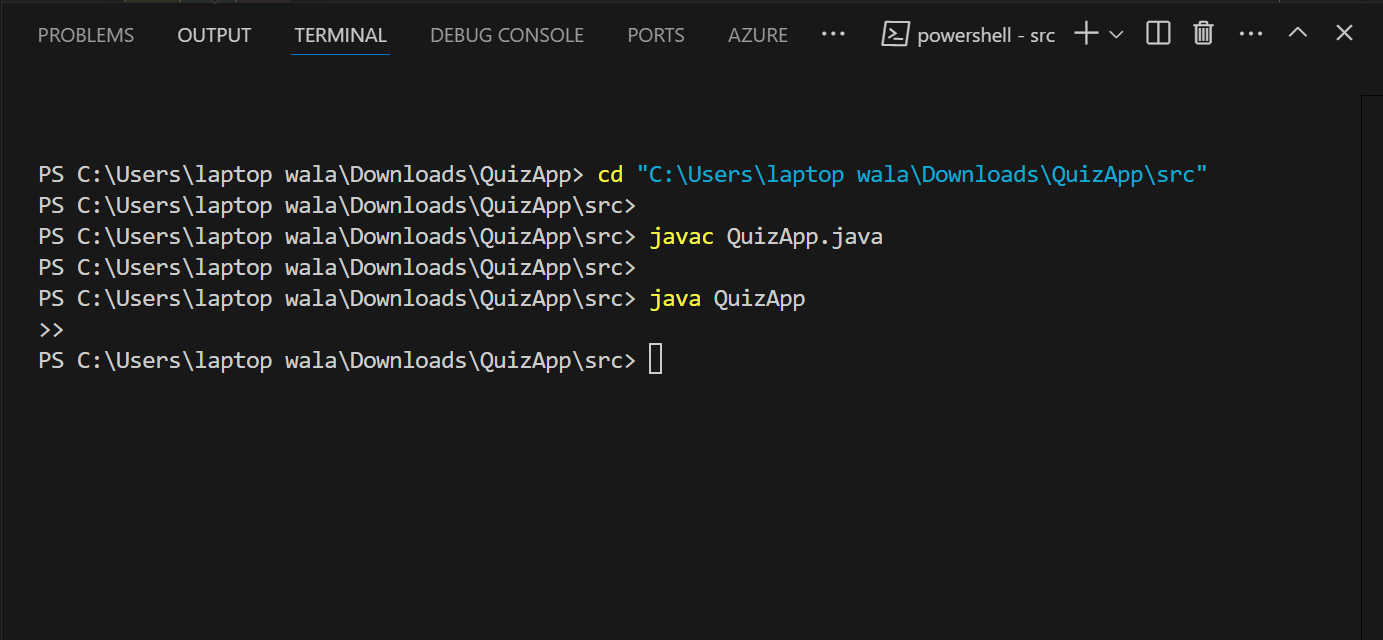 PROBLEMS OUTPUT TERMINAL DEBUG CONSOLE PORTS AZURE ··· powershell - src
PS C:\Users\laptop wala\Downloads\QuizApp> cd "C:\Users\laptop wala\Downloads\QuizApp\src"
PS C:\Users\laptop wala\Downloads\QuizApp\src>
PS C:\Users\laptop wala\Downloads\QuizApp\src> javac QuizApp.java
PS C:\Users\laptop wala\Downloads\QuizApp\src>
PS C:\Users\laptop wala\Downloads\QuizApp\src> java QuizApp
>>
PS C:\Users\laptop wala\Downloads\QuizApp\src>